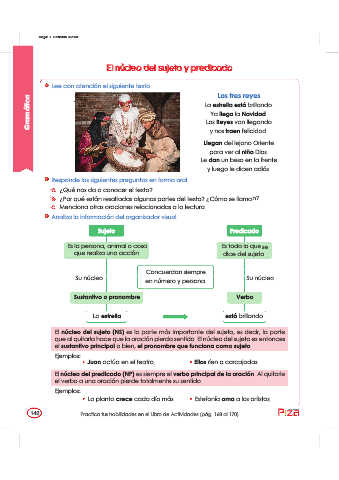 El núcleo del sujeto y predicado
Gramática
Lee con atención el siguiente texto
Los tres reyes
La estrella está brillando
Ya llega la Navidad
Los Reyes van llegando
y nos traen felicidad
Llegan del lejano Oriente
para ver al niño Dios
Le dan un beso en la frente
y luego le dicen adiós
Responde las siguientes preguntas en forma oral
a. ¿Qué nos da a conocer el texto?
b. ¿Por qué están resaltadas algunas partes del texto? ¿Cómo se llaman?
c. Menciona otras oraciones relacionadas a la lectura
Analiza la información del organizador visual
Sujeto
Predicado
Es la persona, animal o cosa
que realiza una acción
Es todo lo que se
dice del sujeto
Su núcleo
Concuerdan siempre
en número y persona
Su núcleo
Sustantivo o pronombre
Verbo
La estrella
está brillando
El núcleo del sujeto (NS) es la parte más importante del sujeto, es decir, la parte
que al quitarla hace que la oración pierda sentido El núcleo del sujeto es entonces
el sustantivo principal o bien, el pronombre que funciona como sujeto
Ejemplos:
• Juan actúa en el teatro
• Ellos ríen a carcajadas
El núcleo del predicado (NP) es siempre el verbo principal de la oración Al quitarle
el verbo a una oración pierde totalmente su sentido
Ejemplos:
• La planta crece cada día más
• Estefanía ama a los artistas
142
Practica tus habilidades en el Libro de Actividades (pág. 168 al 170)